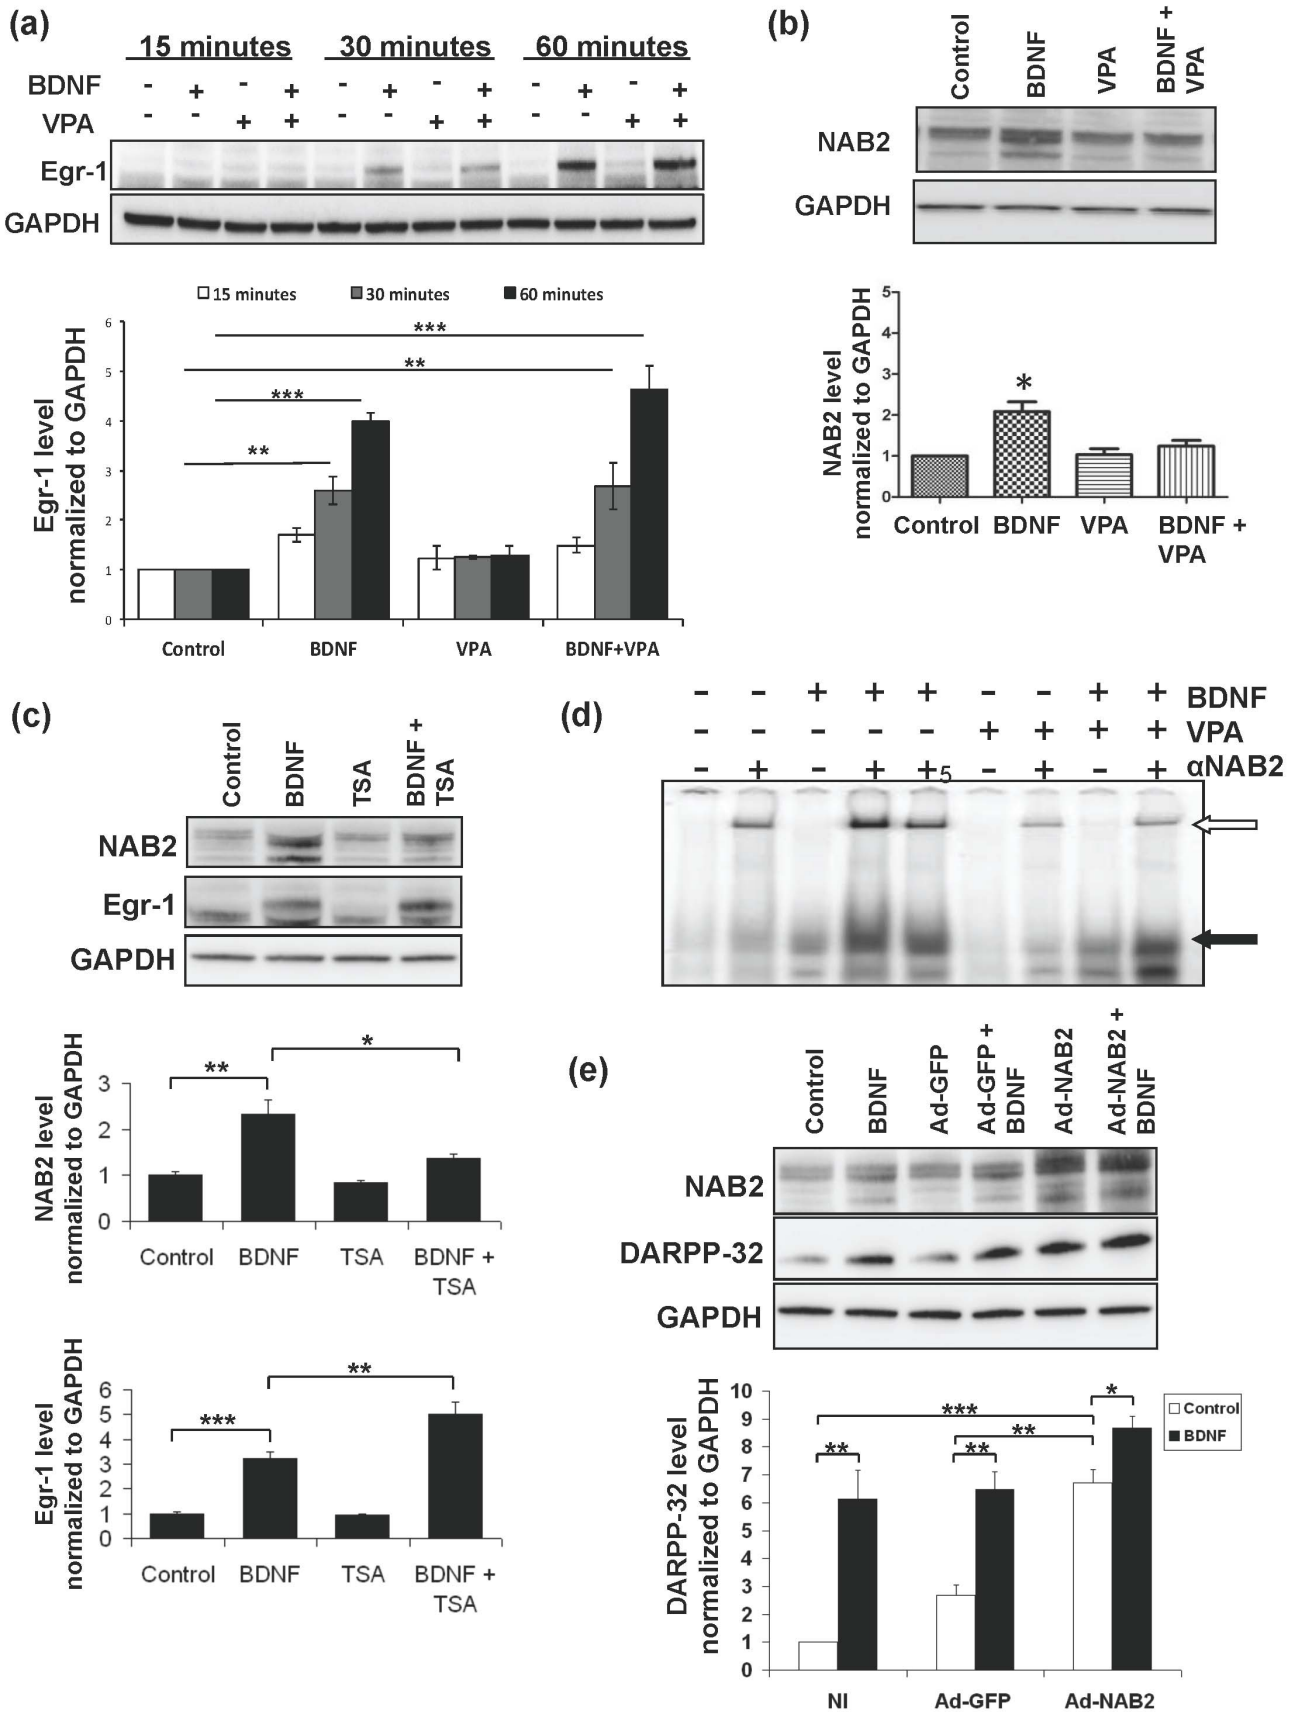 (a)
15 minutes 30 minutes 60 minutes
BDNF - + - + - + - + - + - +
VPA - - + + - - + + - - + +
Egr-1
GAPDH
15 minutes 30 minutes 60 minutes
Egr-1 level
normalized to GAPDH
6
5
4
3
2
1
0
***
**
***
**
Control BDNF VPA BDNF+VPA
(b)
Control
BDNF
VPA
BDNF +
VPA
NAB2
GAPDH
NAB2 level
normalized to GAPDH
5
4
3
2
1
0
*
Control BDNF VPA BDNF +
VPA
(c)
Control
BDNF
TSA
BDNF +
TSA
NAB2
Egr-1
GAPDH
NAB2 level
normalized to GAPDH
3
2
1
0
**
*
Control BDNF TSA BDNF +
TSA
Egr-1 level
normalized to GAPDH
6
5
4
3
2
1
0
***
**
Control BDNF TSA BDNF +
TSA
(d)
- - + + + - - + + BDNF
- - - - - + + + + VPA
- + - + +5 - + - + αNAB2
(e)
Control
BDNF
Ad-GFP
Ad-GFP +
BDNF
Ad-NAB2
Ad-NAB2 +
BDNF
NAB2
DARPP-32
GAPDH
DARPP-32 level
normalized to GAPDH
10
9
8
7
6
5
4
3
2
1
0
**
***
**
**
*
Control
BDNF
NI Ad-GFP Ad-NAB2